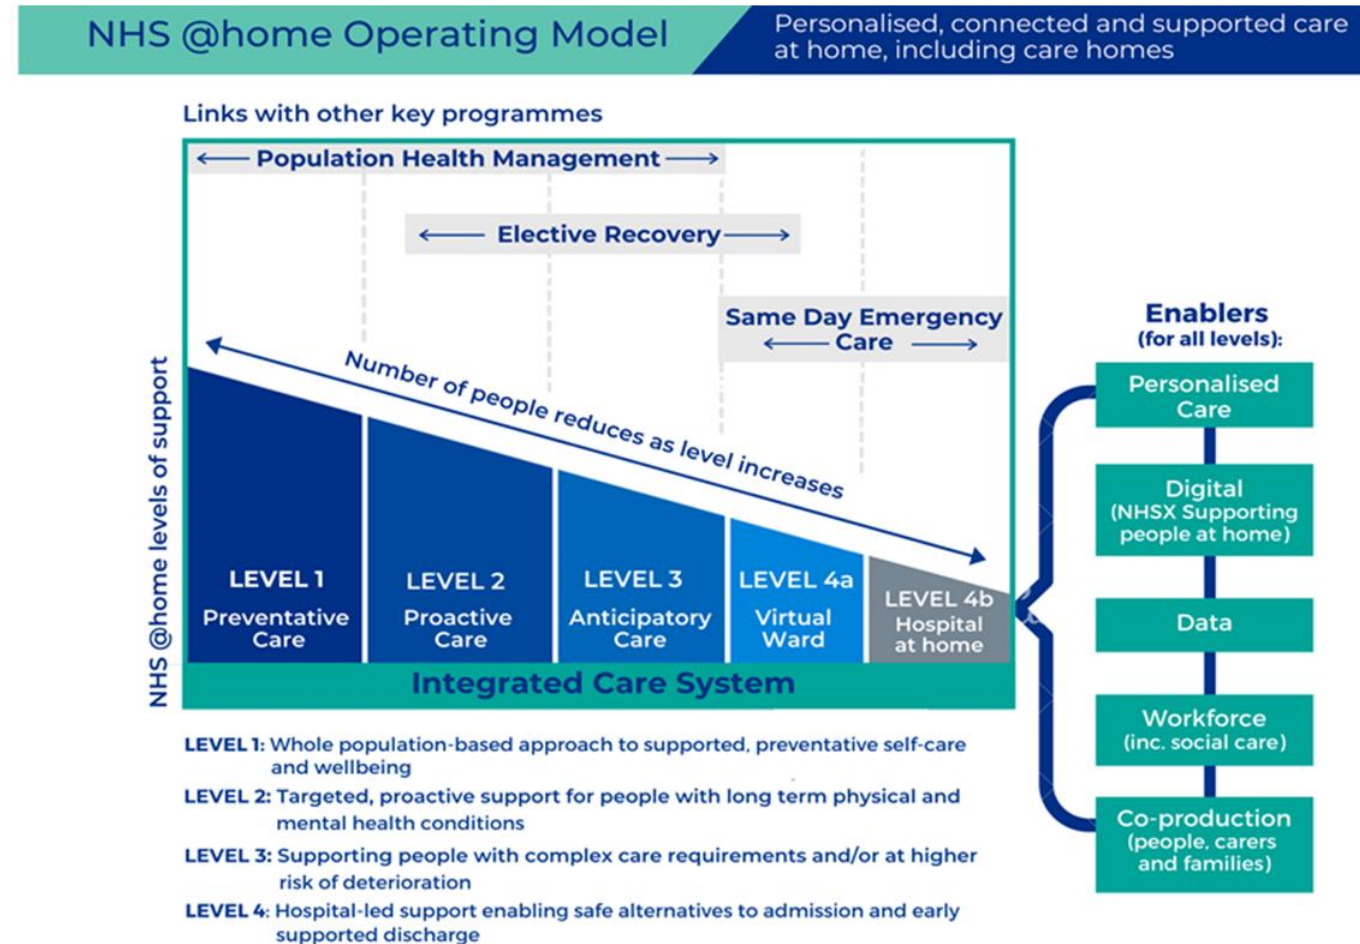 NHS @home Operating Model
Personalised, connected and supported care
at home, including care homes
Links with other key programmes
Population Health Management
Elective Recovery
Same Day Emergency
Care
Number of people reduces as level increases
NHS @home levels of support
LEVEL 1
Preventative
Care
LEVEL 2
Proactive
Care
LEVEL 3
Anticipatory
Care
LEVEL 4a
Virtual
Ward
LEVEL 4b
Hospital
at home
Integrated Care System
Enablers
(for all levels):
Personalised
Care
Digital
(NHSX Supporting
people at home)
Data
Workforce
(inc. social care)
Co-production
(people, carers
and families)
LEVEL 1: Whole population-based approach to supported, preventative self-care
and wellbeing
LEVEL 2: Targeted, proactive support for people with long term physical and
mental health conditions
LEVEL 3: Supporting people with complex care requirements and/or at higher
risk of deterioration
LEVEL 4: Hospital-led support enabling safe alternatives to admission and early
supported discharge